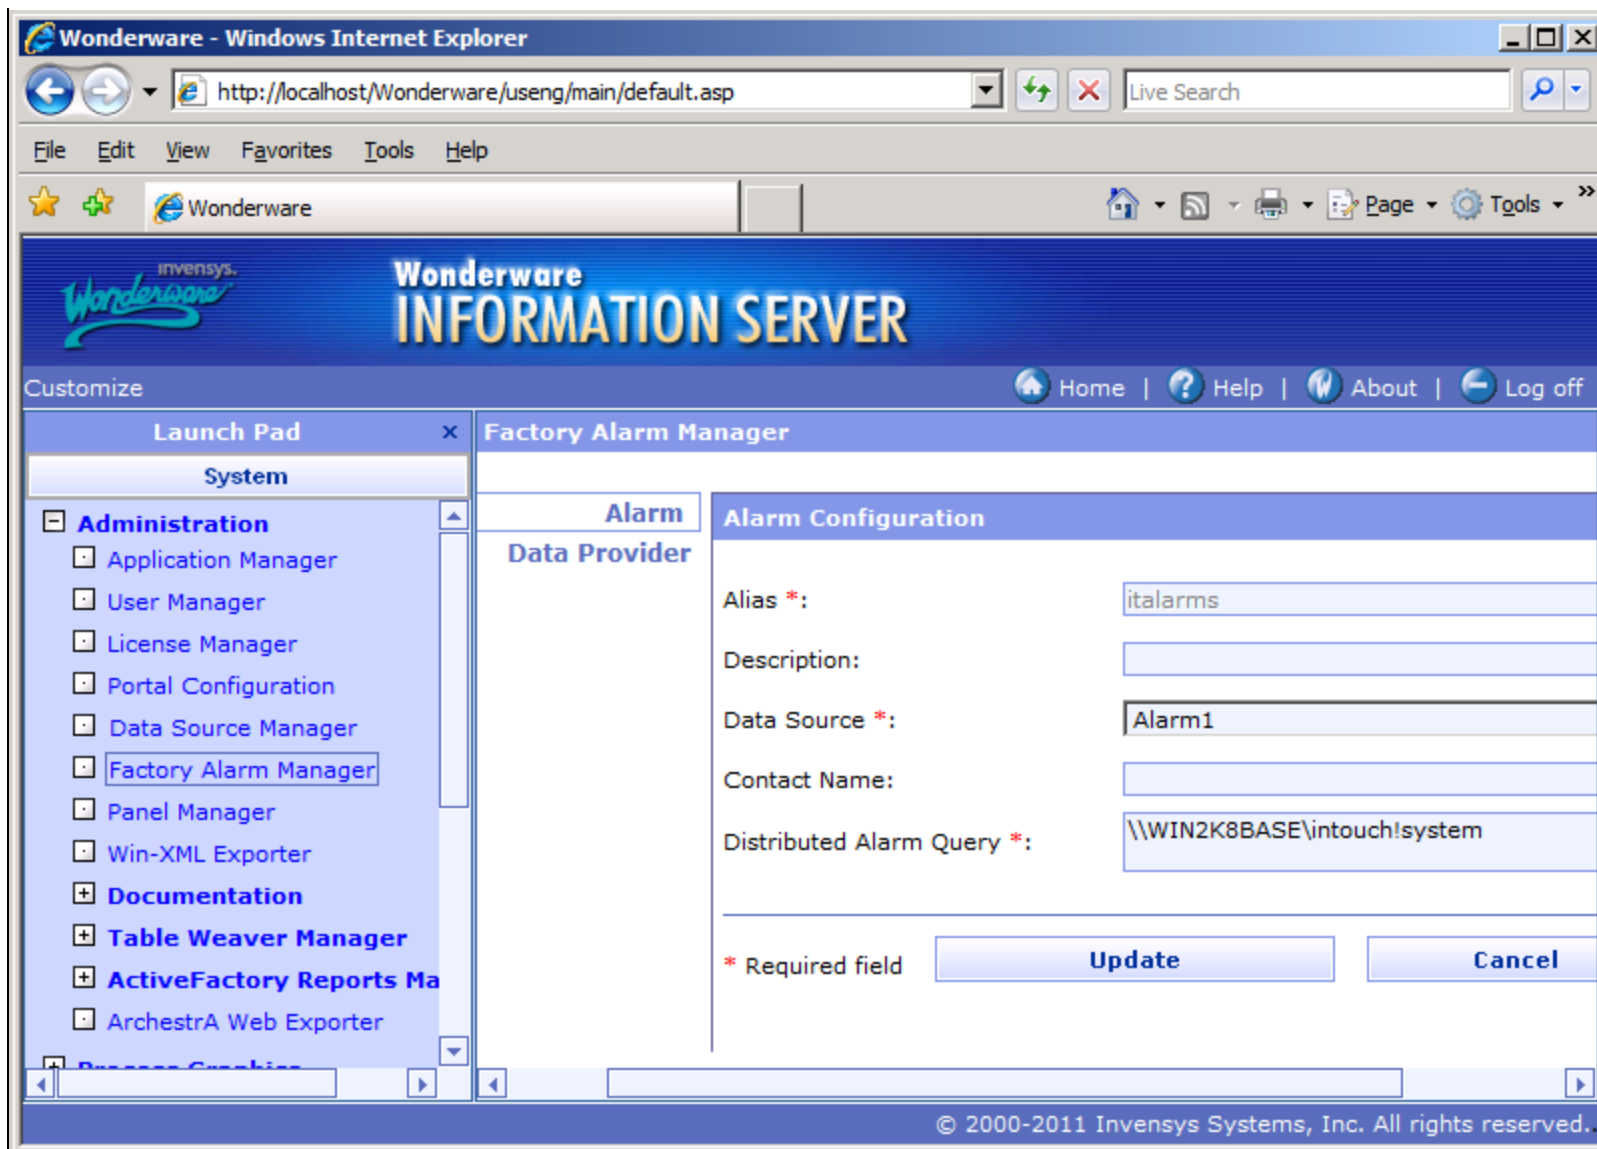 Wonderware - Windows Internet Explorer
http://localhost/Wonderware/useng/main/default.asp
Live Search
File Edit View Favorites Tools Help
Wonderware
Page Tools »
invensys.
Wonderware
Wonderware
INFORMATION SERVER
Customize
Home | Help | About | Log off
Launch Pad x
System
Administration
Application Manager
User Manager
License Manager
Portal Configuration
Data Source Manager
Factory Alarm Manager
Panel Manager
Win-XML Exporter
Documentation
Table Weaver Manager
ActiveFactory Reports Ma
ArchestrA Web Exporter
Process Graphics
Factory Alarm Manager
Alarm
Data Provider
Alarm Configuration
Alias *: italarms
Description:
Data Source *: Alarm1
Contact Name:
Distributed Alarm Query *: \\WIN2K8BASE\intouch!system
* Required field Update Cancel
© 2000-2011 Invensys Systems, Inc. All rights reserved..